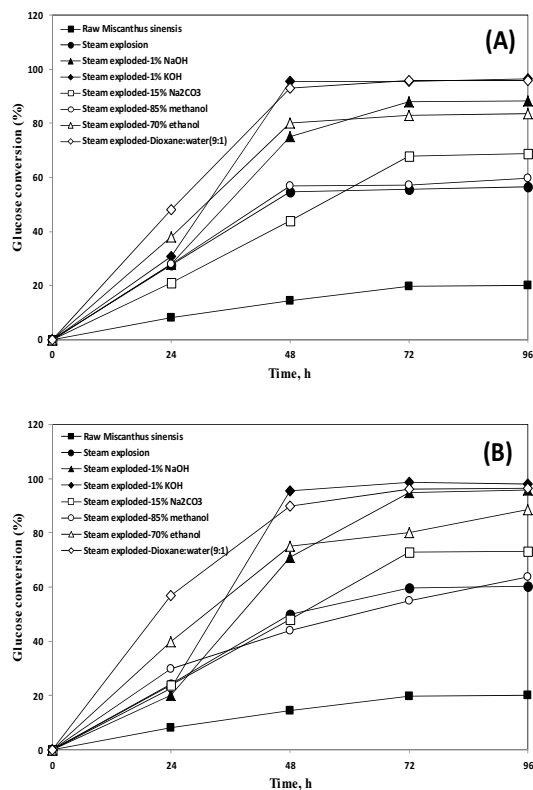 (A)
120
100
80
60
40
20
0
Glucose conversion (%)
Raw Miscanthus sinensis
Steam explosion
Steam exploded-1% NaOH
Steam exploded-1% KOH
Steam exploded-15% Na2CO3
Steam exploded-85% methanol
Steam exploded-70% ethanol
Steam exploded-Dioxane:water(9:1)
0 24 48 72 96
Time, h
(B)
120
100
80
60
40
20
0
Glucose conversion (%)
Raw Miscanthus sinensis
Steam explosion
Steam exploded-1% NaOH
Steam exploded-1% KOH
Steam exploded-15% Na2CO3
Steam exploded-85% methanol
Steam exploded-70% ethanol
Steam exploded-Dioxane:water(9:1)
0 24 48 72 96
Time, h